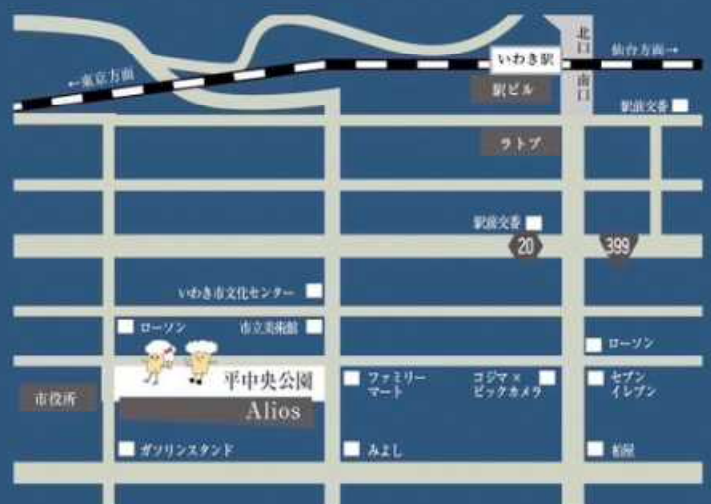 北口
仙台方面→
いわき駅
←東京方面
南口
駅ビル
駅前交番
ラトブ
駅前交番
20
399
いわき市文化センター
ローソン
市立美術館
ローソン
平中央公園
ファミリー
マート
コジマ×
ビックカメラ
セブン
イレブン
市役所
Alios
ガソリンスタンド
みよし
柏屋